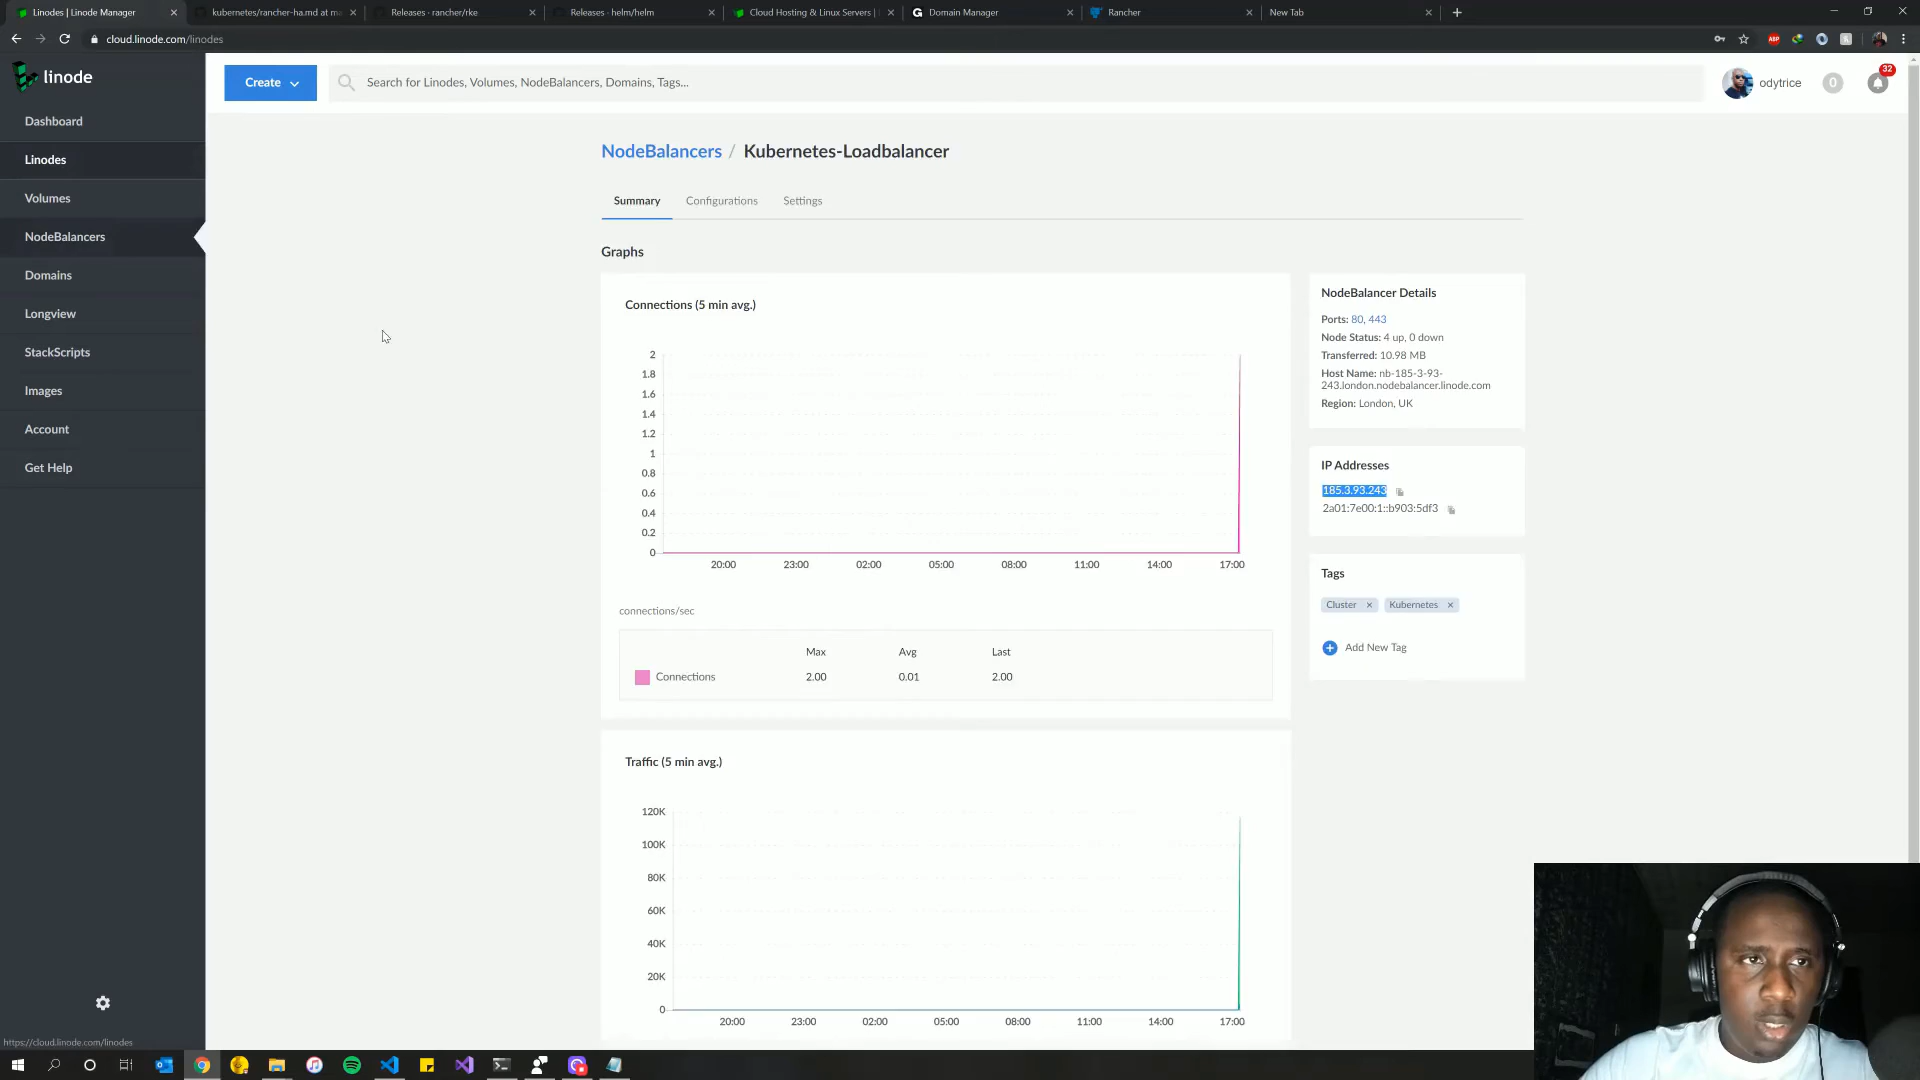 Linodes | Linode Manager
kubernetes/rancher-ha.md at ma
Releases · rancher/rke
Releases · helm/helm
Cloud Hosting & Linux Servers |
Domain Manager
Rancher
New Tab
cloud.linode.com/linodes
ABP
linode
Create
Search for Linodes, Volumes, NodeBalancers, Domains, Tags...
odytrice
0
32
Dashboard
Linodes
Volumes
NodeBalancers
Domains
Longview
StackScripts
Images
Account
Get Help
NodeBalancers / Kubernetes-Loadbalancer
Summary
Configurations
Settings
Graphs
Connections (5 min avg.)
2
1.8
1.6
1.4
1.2
1
0.8
0.6
0.4
0.2
0
20:00
23:00
02:00
05:00
08:00
11:00
14:00
17:00
connections/sec
Max
Avg
Last
Connections
2.00
0.01
2.00
Traffic (5 min avg.)
120K
100K
80K
60K
40K
20K
0
20:00
23:00
02:00
05:00
08:00
11:00
14:00
17:00
NodeBalancer Details
Ports: 80, 443
Node Status: 4 up, 0 down
Transferred: 10.98 MB
Host Name: nb-185-3-93-
243.london.nodebalancer.linode.com
Region: London, UK
IP Addresses
185.3.93.243
2a01:7e00:1::b903:5df3
Tags
Cluster
Kubernetes
Add New Tag
https://cloud.linode.com/linodes